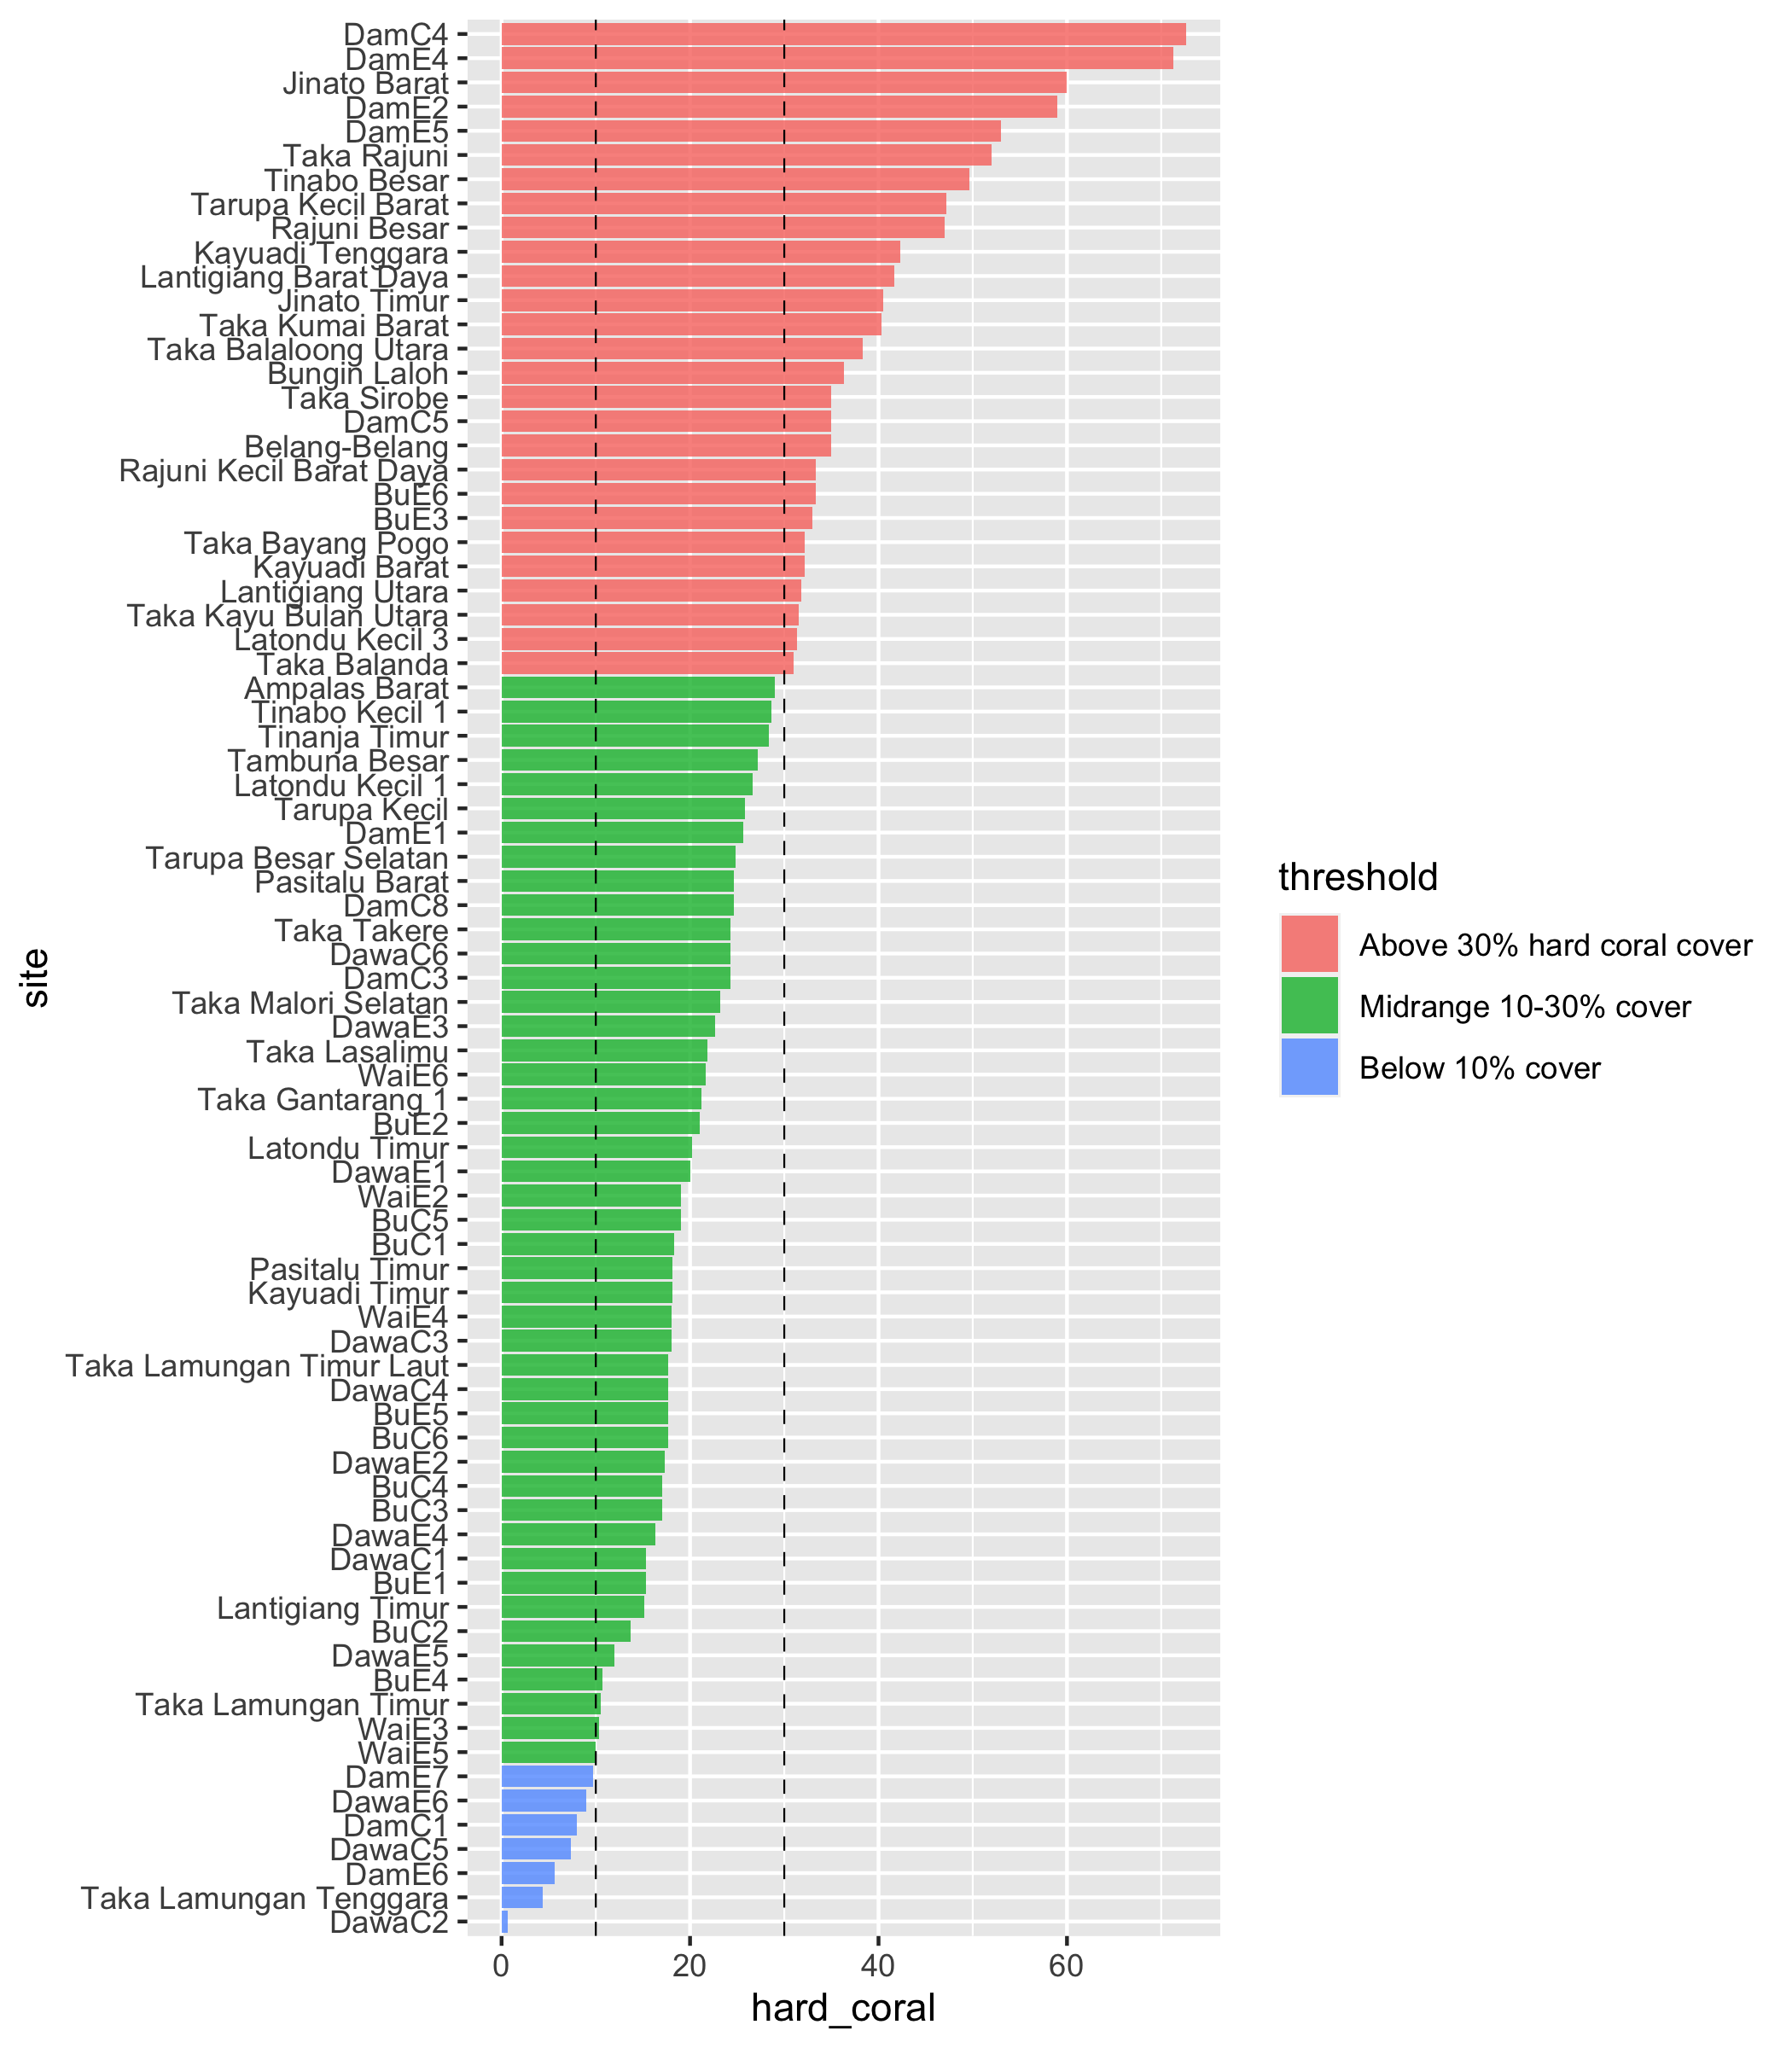 DamC4
DamE4
Jinato Barat
DamE2
DamE5
Taka Rajuni
Tinabo Besar
Tarupa Kecil Barat
Rajuni Besar
Kayuadi Tenggara
Lantigiang Barat Daya
Jinato Timur
Taka Kumai Barat
Taka Balaloong Utara
Bungin Laloh
Taka Sirobe
DamC5
Belang-Belang
Rajuni Kecil Barat Daya
BuE6
BuE3
Taka Bayang Pogo
Kayuadi Barat
Lantigiang Utara
Taka Kayu Bulan Utara
Latondu Kecil 3
Taka Balanda
Ampalas Barat
Tinabo Kecil 1
Tinanja Timur
Tambuna Besar
Latondu Kecil 1
Tarupa Kecil
DamE1
Tarupa Besar Selatan
Pasitalu Barat
DamC8
Taka Takere
DawaC6
DamC3
Taka Malori Selatan
DawaE3
Taka Lasalimu
WaiE6
Taka Gantarang 1
BuE2
Latondu Timur
DawaE1
WaiE2
BuC5
BuC1
Pasitalu Timur
Kayuadi Timur
WaiE4
DawaC3
Taka Lamungan Timur Laut
DawaC4
BuE5
BuC6
DawaE2
BuC4
BuC3
DawaE4
DawaC1
BuE1
Lantigiang Timur
BuC2
DawaE5
BuE4
Taka Lamungan Timur
WaiE3
WaiE5
DamE7
DawaE6
DamC1
DawaC5
DamE6
Taka Lamungan Tenggara
DawaC2
site
0 20 40 60
hard_coral
threshold
Above 30% hard coral cover
Midrange 10-30% cover
Below 10% cover